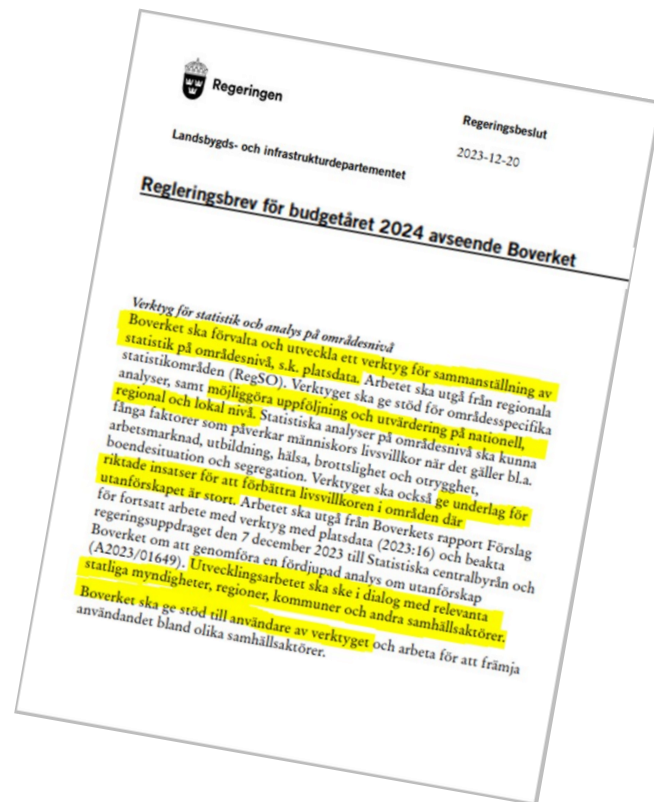 Regeringen
Regeringsbeslut
Landsbygds- och infrastrukturdepartementet
2023-12-20
Regleringsbrev för budgetåret 2024 avseende Boverket
Verktyg för statistik och analys på områdesnivå
Boverket ska förvalta och utveckla ett verktyg för sammanställning av
statistik på områdesnivå, s.k. platsdata. Arbetet ska utgå från regionala
statistikområden (RegSO). Verktyget ska ge stöd för områdesspecifika
analyser, samt möjliggöra uppföljning och utvärdering på nationell,
regional och lokal nivå. Statistiska analyser på områdesnivå ska kunna
fånga faktorer som påverkar människors livsvillkor när det gäller bl.a.
arbetsmarknad, utbildning, hälsa, brottslighet och otrygghet,
boendesituation och segregation. Verktyget ska också ge underlag för
riktade insatser för att förbättra livsvillkoren i områden där
utanförskapet är stort. Arbetet ska utgå från Boverkets rapport Förslag
för fortsatt arbete med verktyg med platsdata (2023:16) och beakta
regeringsuppdraget den 7 december 2023 till Statistiska centralbyrån och
Boverket om att genomföra en fördjupad analys om utanförskap
(A2023/01649). Utvecklingsarbetet ska ske i dialog med relevanta
statliga myndigheter, regioner, kommuner och andra samhällsaktörer.
Boverket ska ge stöd till användare av verktyget och arbeta för att främja
användandet bland olika samhällsaktörer.